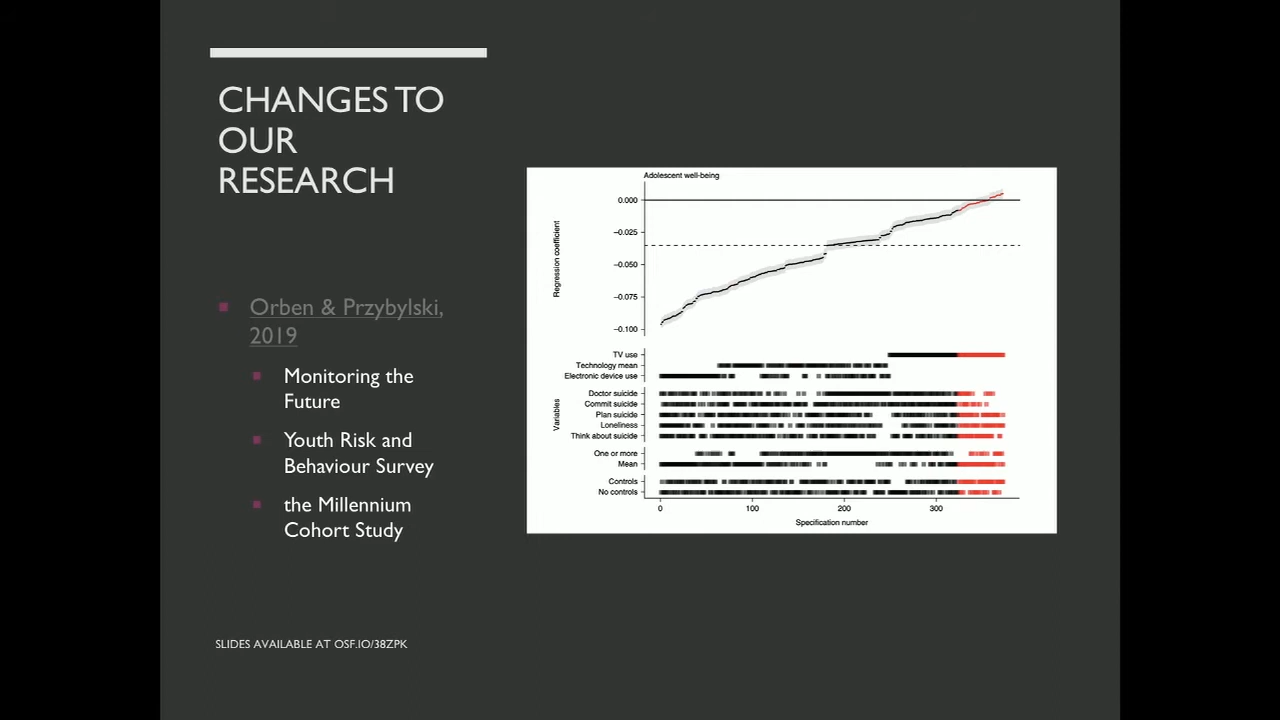 CHANGES TO
OUR
RESEARCH
Orben & Przybylski,
2019
Monitoring the
Future
Youth Risk and
Behaviour Survey
the Millennium
Cohort Study
SLIDES AVAILABLE AT OSF.IO/38ZPK
Adolescent well-being
Regression coefficient
0.000
−0.025
−0.050
−0.075
−0.100
Variables
TV use
Technology mean
Electronic device use
Doctor suicide
Commit suicide
Plan suicide
Loneliness
Think about suicide
One or more
Mean
Controls
No controls
0 100 200 300
Specification number